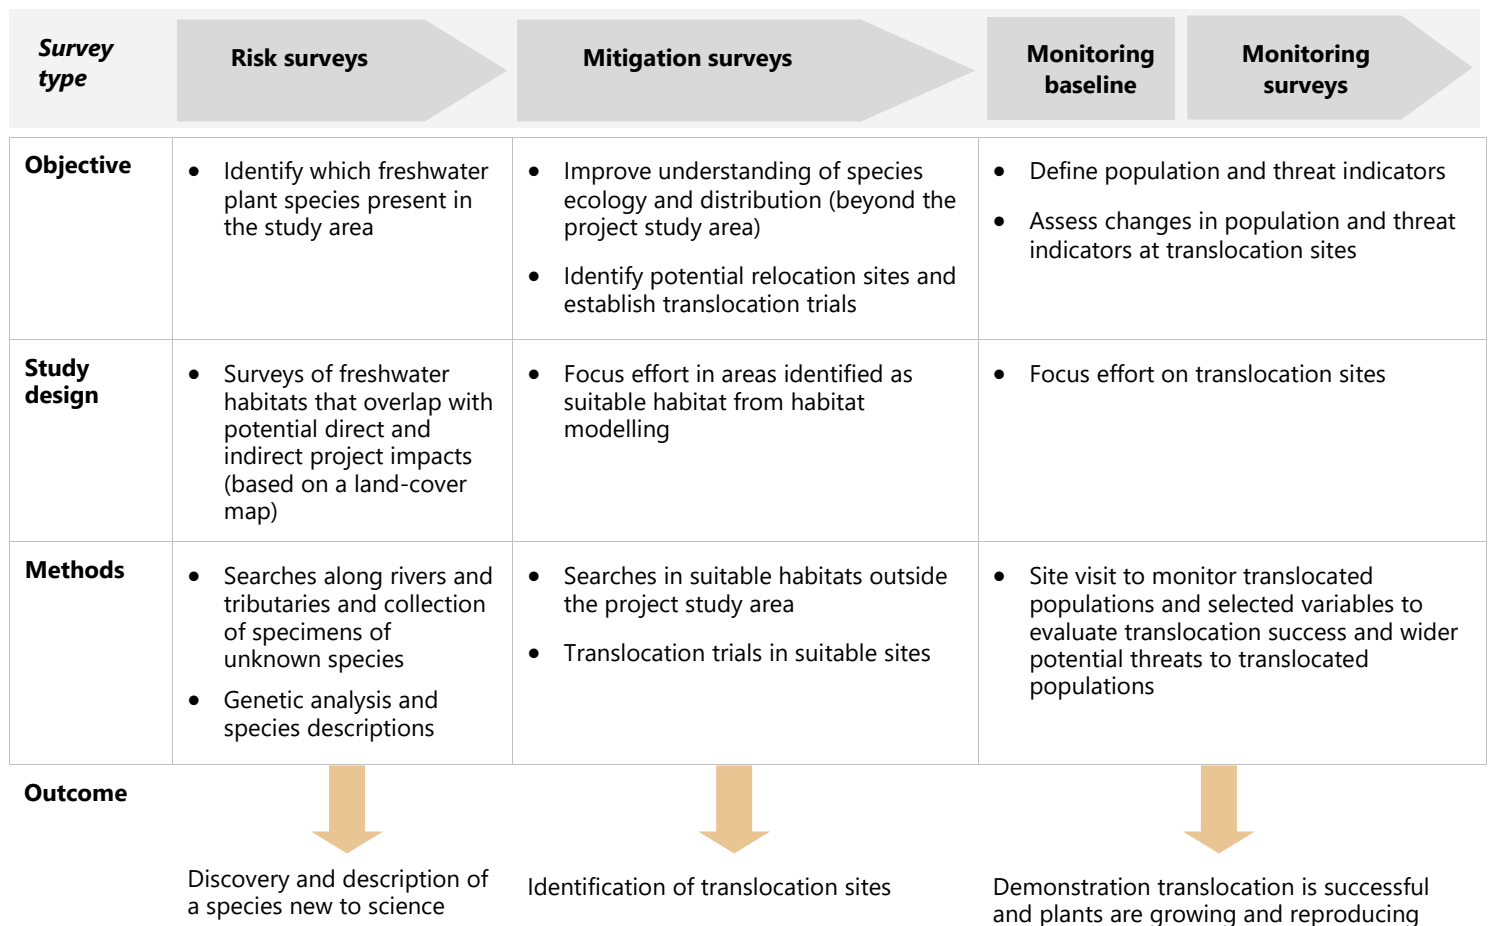 Survey
type
Risk surveys
Mitigation surveys
Monitoring
baseline
Monitoring
surveys
Objective
• Identify which freshwater
plant species present in
the study area
• Improve understanding of species
ecology and distribution (beyond the
project study area)
• Identify potential relocation sites and
establish translocation trials
• Define population and threat indicators
• Assess changes in population and threat
indicators at translocation sites
Study
design
• Surveys of freshwater
habitats that overlap with
potential direct and
indirect project impacts
(based on a land-cover
map)
• Focus effort in areas identified as
suitable habitat from habitat
modelling
• Focus effort on translocation sites
Methods
• Searches along rivers and
tributaries and collection
of specimens of
unknown species
• Genetic analysis and
species descriptions
• Searches in suitable habitats outside
the project study area
• Translocation trials in suitable sites
• Site visit to monitor translocated
populations and selected variables to
evaluate translocation success and wider
potential threats to translocated
populations
Outcome
Discovery and description of
a species new to science
Identification of translocation sites
Demonstration translocation is successful
and plants are growing and reproducing